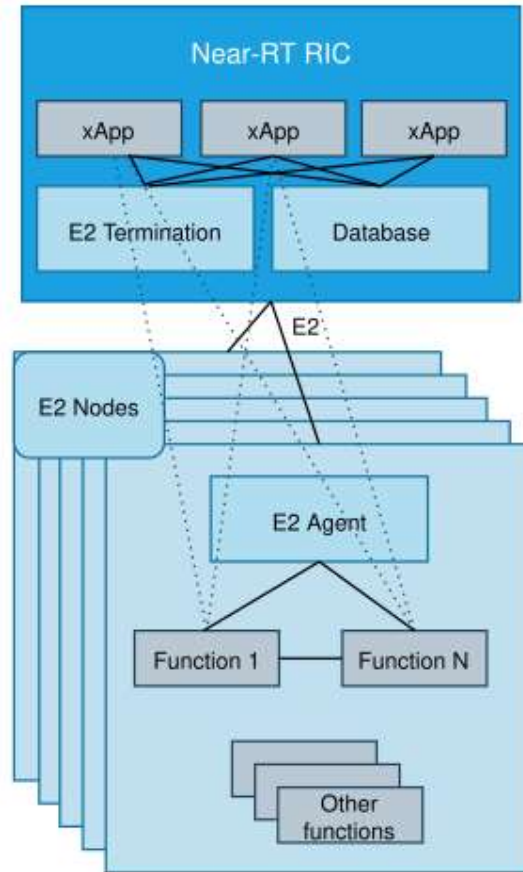 Near-RT RIC
xApp
xApp
xApp
E2 Termination
Database
E2
E2 Nodes
E2 Agent
Function 1
Function N
Other
functions